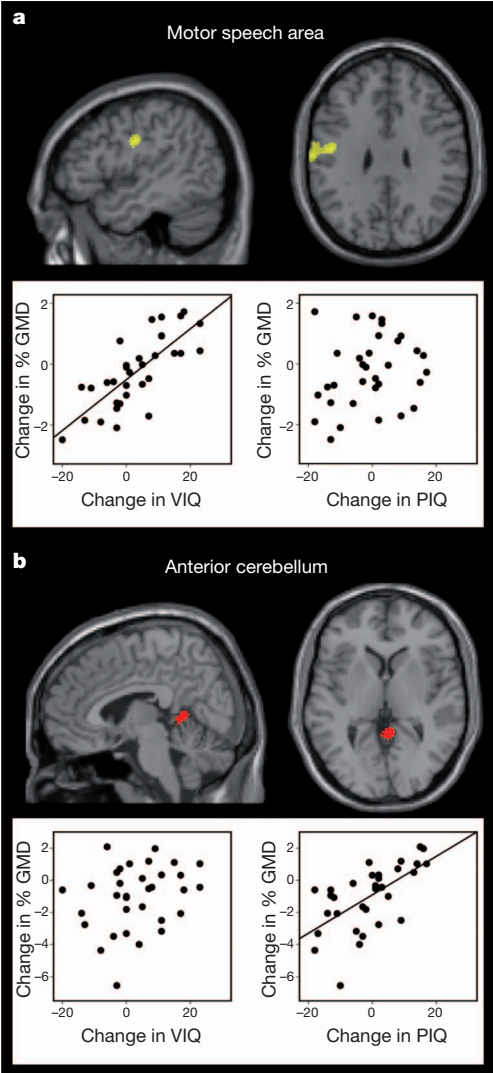 a
Motor speech area
Change in % GMD
2
0
−2
−20
0
20
Change in VIQ
Change in % GMD
2
0
−2
−20
0
20
Change in PIQ
b
Anterior cerebellum
Change in % GMD
2
0
−2
−4
−6
−20
0
20
Change in VIQ
Change in % GMD
2
0
−2
−4
−6
−20
0
20
Change in PIQ